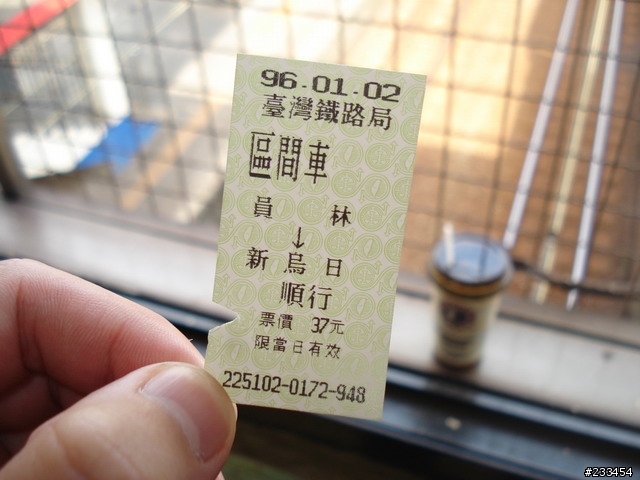 96.01.02
臺灣鐵路局
區間車
員 林
↓
新 烏 日
順行
票價 37元
限當日有效
225102-0172-948
#233454